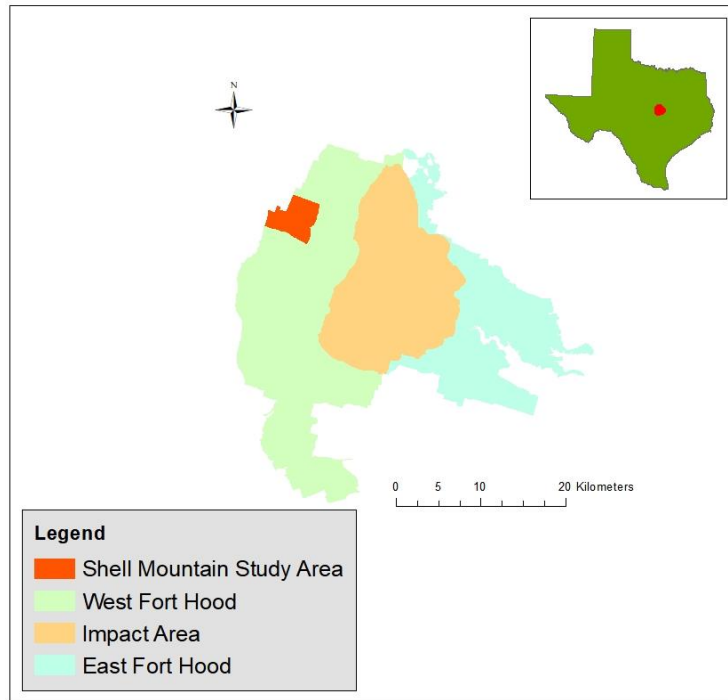 N
0 5 10 20 Kilometers
Legend
Shell Mountain Study Area
West Fort Hood
Impact Area
East Fort Hood